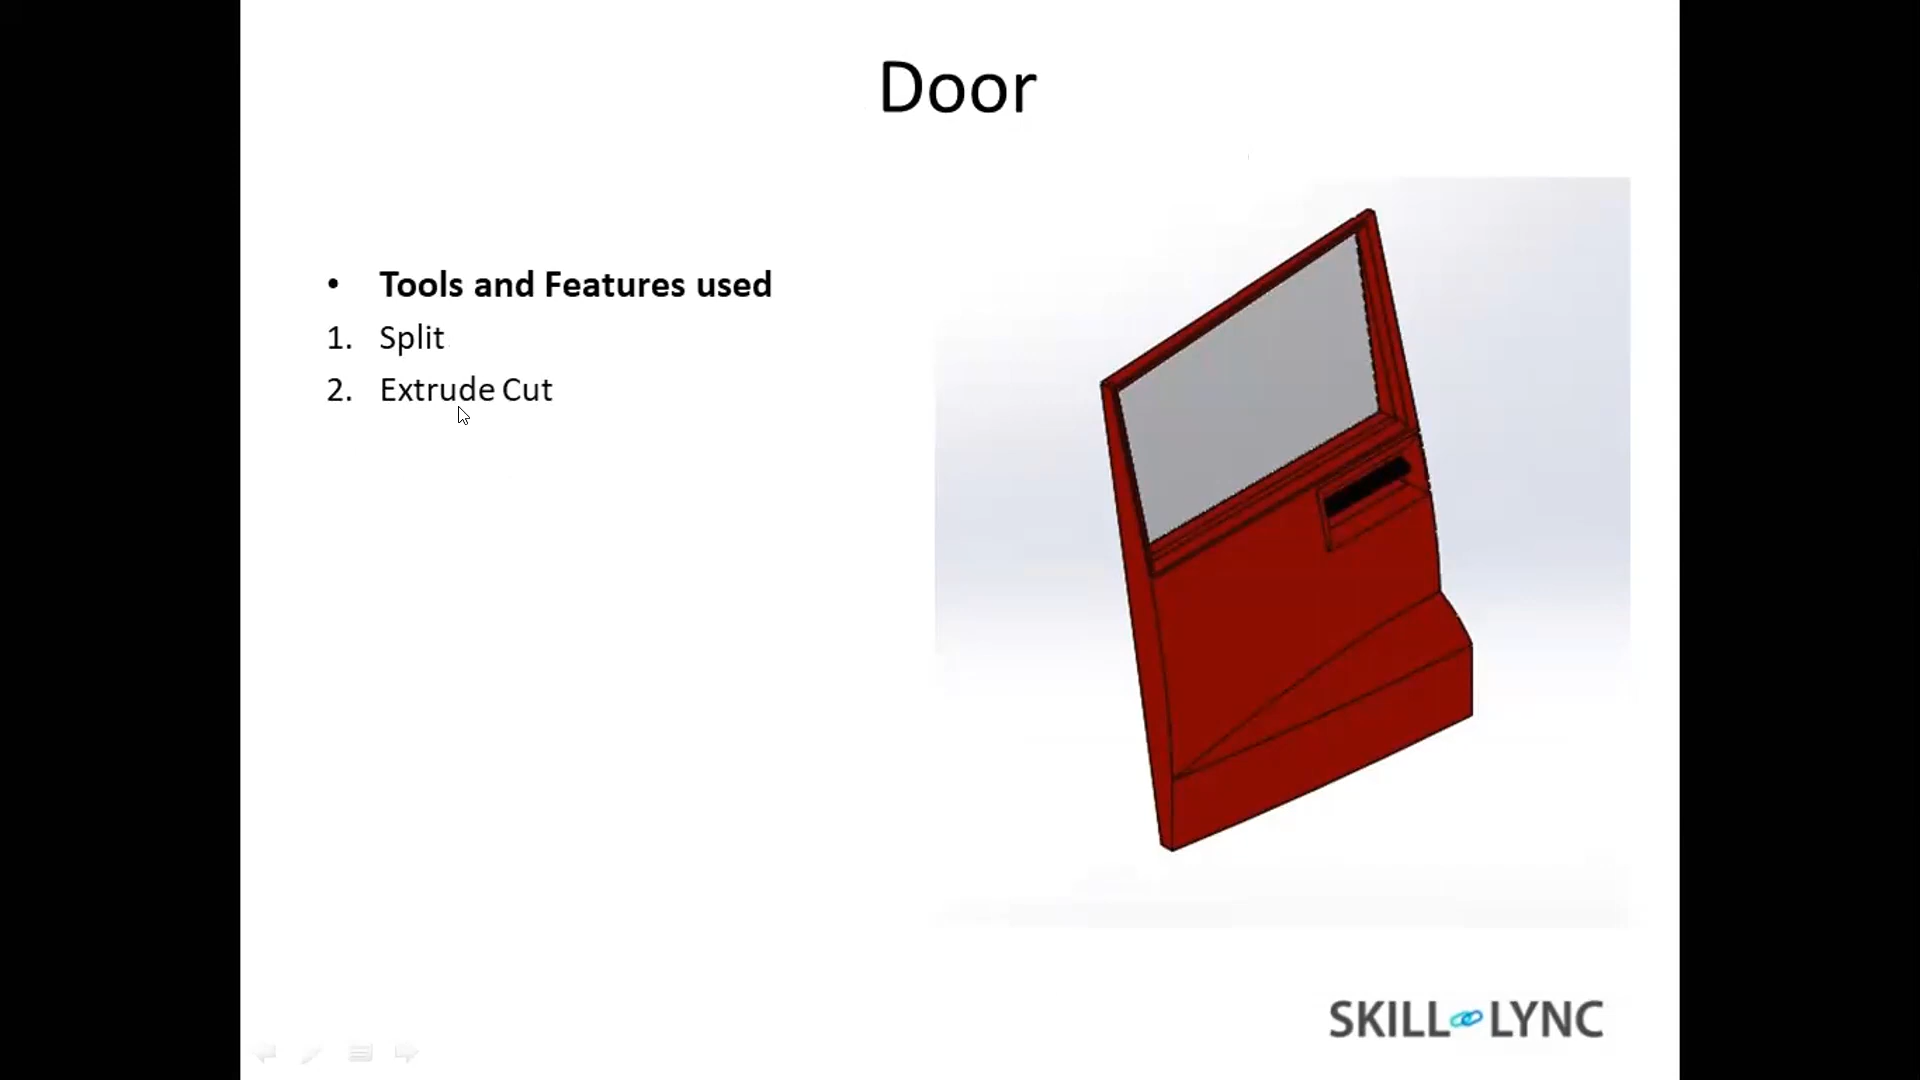 Door
• Tools and Features used
1. Split
2. Extrude Cut
SKILL LYNC